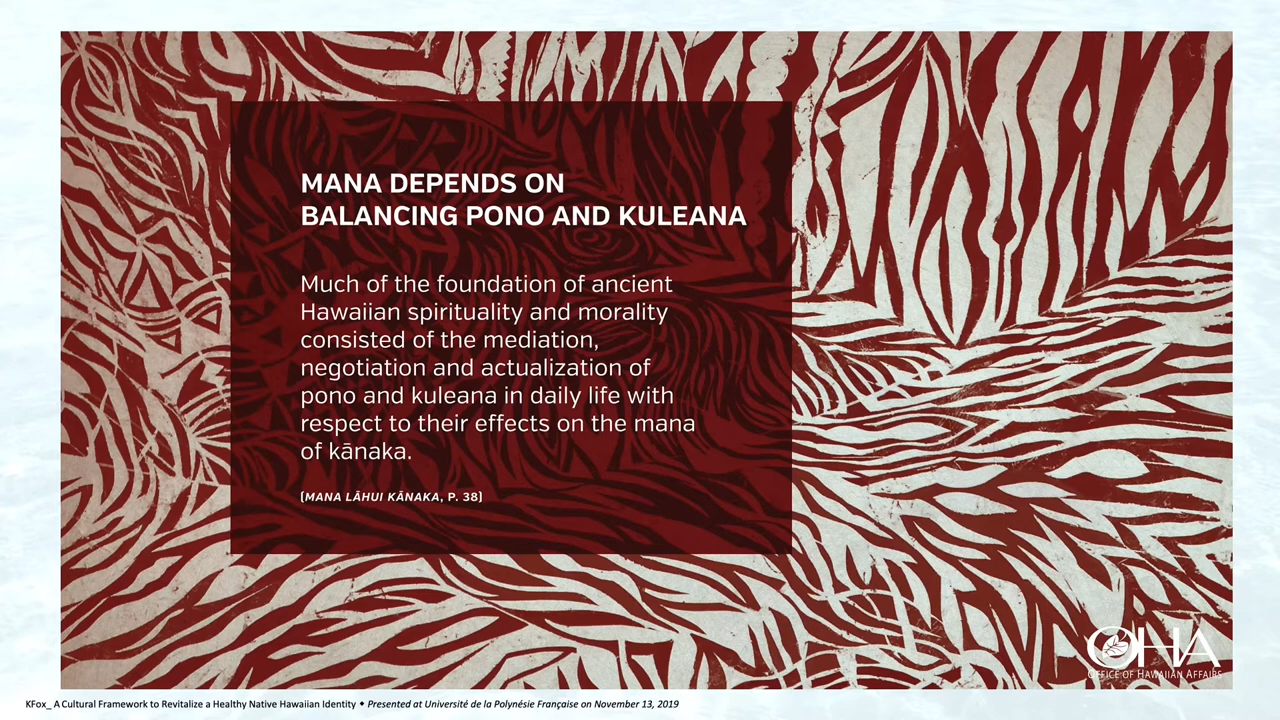 MANA DEPENDS ON
BALANCING PONO AND KULEANA
Much of the foundation of ancient
Hawaiian spirituality and morality
consisted of the mediation,
negotiation and actualization of
pono and kuleana in daily life with
respect to their effects on the mana
of kānaka.
(MANA LĀHUI KĀNAKA, P. 38)
OHA
OFFICE OF HAWAIIAN AFFAIRS
KFox_ A Cultural Framework to Revitalize a Healthy Native Hawaiian Identity • Presented at Université de la Polynésie Française on November 13, 2019